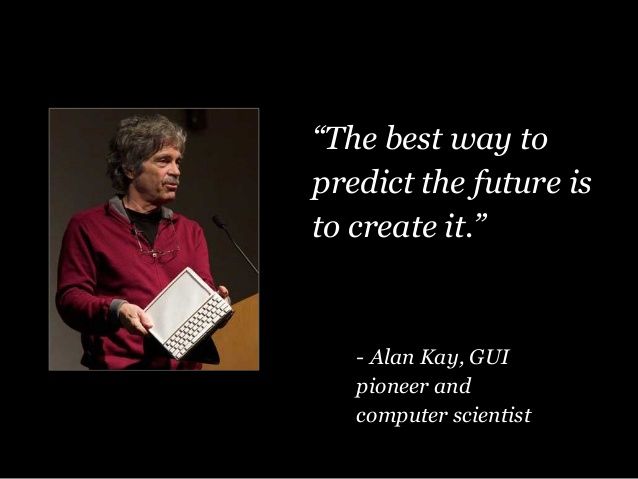 “The best way to
predict the future is
to create it.”
- Alan Kay, GUI
pioneer and
computer scientist